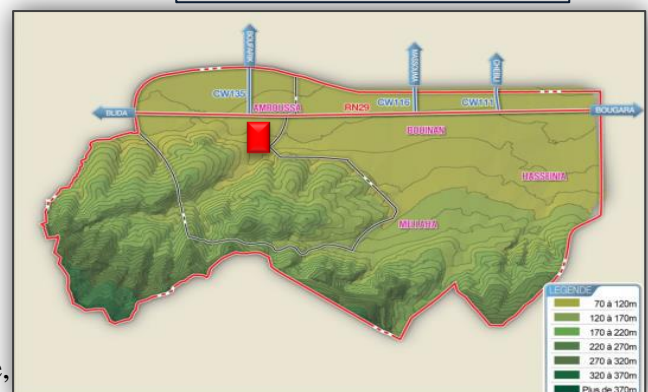 BOUFARIK
MASSOUMA
CHEBLI
CW135
AMROUSSA
RN29
CW116
CW111
BLIDA
BOUGARA
BOUINAN
HASSEINIA
MELLAHA
LEGENDE
70 à 120m
120 à 170m
170 à 220m
220 à 270m
270 à 320m
320 à 370m
Plus de 370m